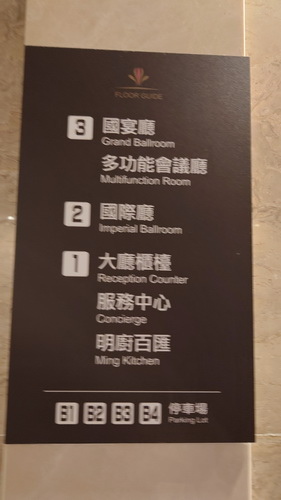 FLOOR GUIDE
3 國宴廳
Grand Ballroom
多功能會議廳
Multifunction Room
2 國際廳
Imperial Ballroom
1 大廳櫃檯
Reception Counter
服務中心
Concierge
明廚百匯
Ming Kitchen
B1 B2 B3 B4 停車場
Parking Lot